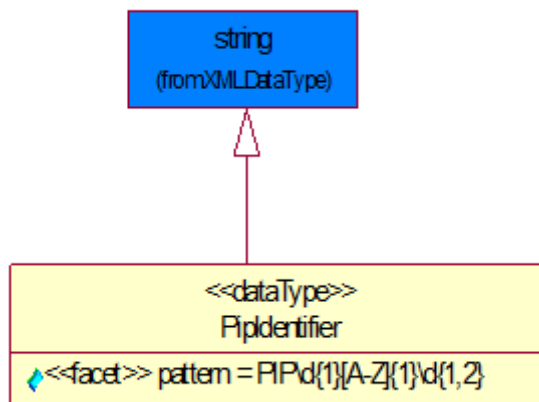 string
(fromXMLDataType)
<<dataType>>
PipIdentifier
<<facet>> pattern = PIP\d{1}[A-Z]{1}\d{1,2}